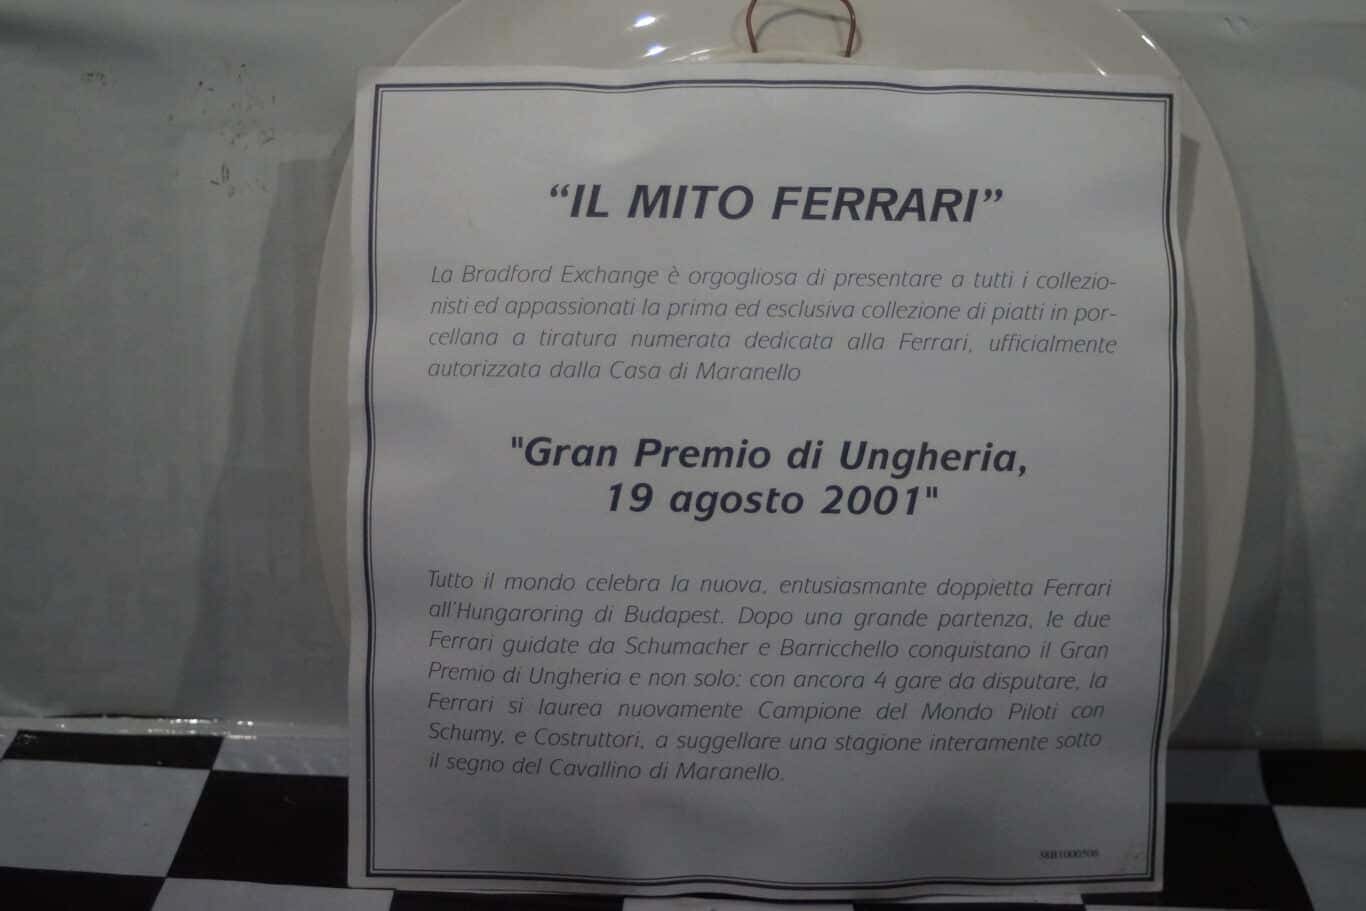 “IL MITO FERRARI”
La Bradford Exchange è orgogliosa di presentare a tutti i collezio-
nisti ed appassionati la prima ed esclusiva collezione di piatti in por-
cellana a tiratura numerata dedicata alla Ferrari, ufficialmente
autorizzata dalla Casa di Maranello
"Gran Premio di Ungheria,
19 agosto 2001"
Tutto il mondo celebra la nuova, entusiasmante doppietta Ferrari
all'Hungaroring di Budapest. Dopo una grande partenza, le due
Ferrari guidate da Schumacher e Barricchello conquistano il Gran
Premio di Ungheria e non solo: con ancora 4 gare da disputare, la
Ferrari si laurea nuovamente Campione del Mondo Piloti con
Schumy, e Costruttori, a suggellare una stagione interamente sotto
il segno del Cavallino di Maranello.